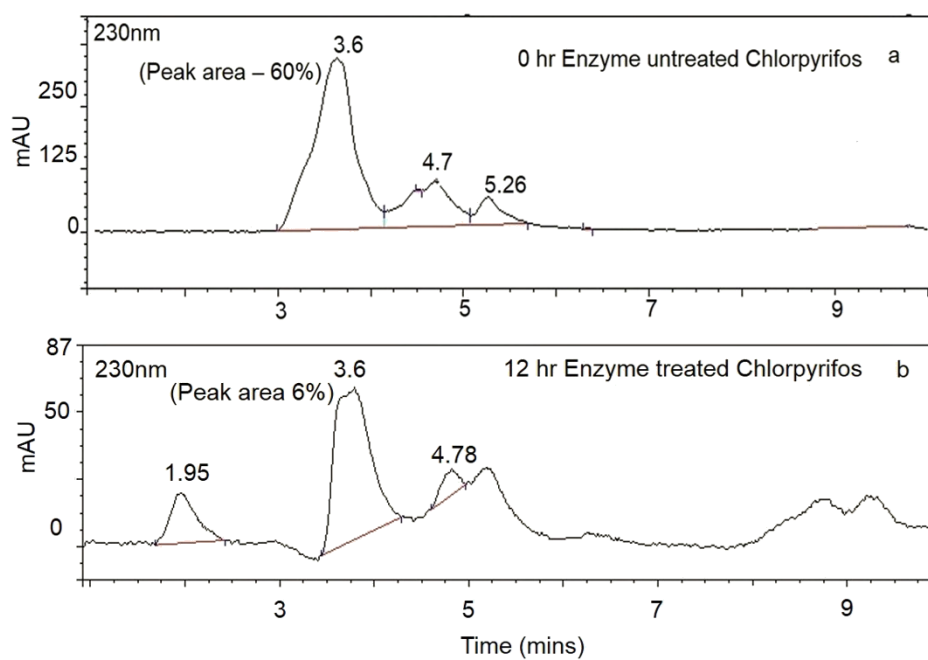 230nm
3.6
(Peak area – 60%)
0 hr Enzyme untreated Chlorpyrifos a
4.7
5.26
mAU
250
125
0
3 5 7 9
87
230nm
3.6
12 hr Enzyme treated Chlorpyrifos b
(Peak area 6%)
50
1.95
4.78
mAU
0
3 5 7 9
Time (mins)